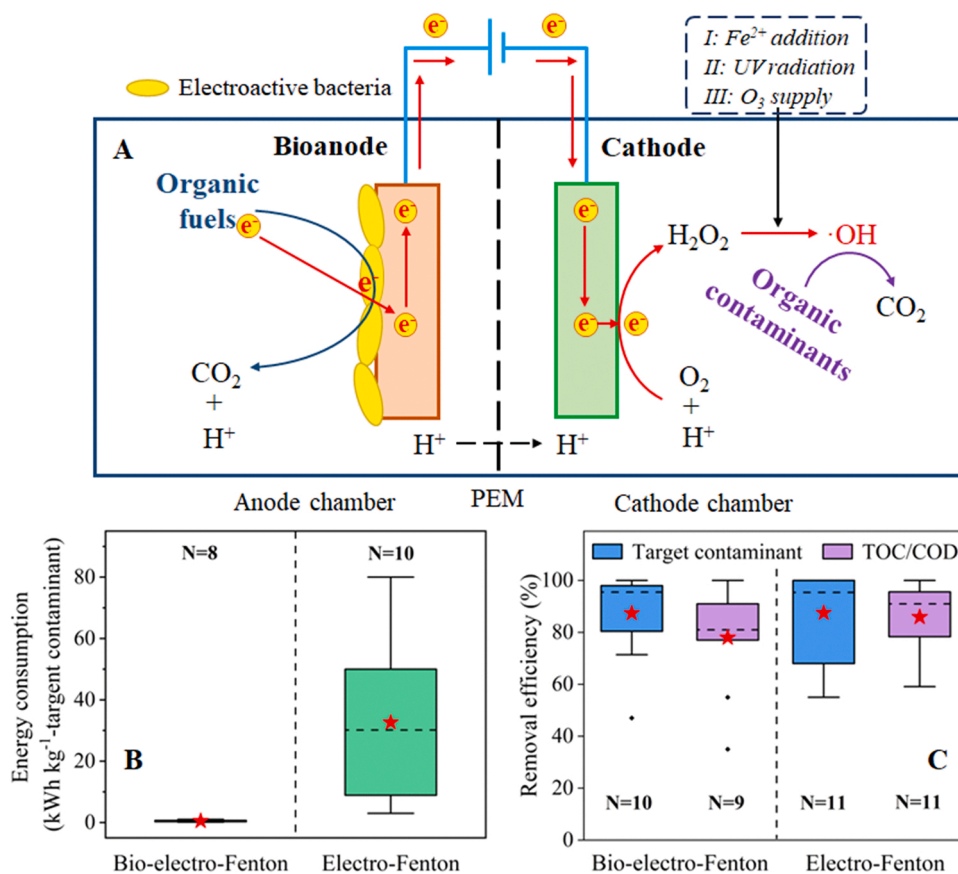 e⁻ e⁻
I: Fe²⁺ addition
II: UV radiation
III: O₃ supply
Electroactive bacteria
A
Bioanode
Cathode
Organic
fuels
e⁻
e⁻
e⁻
e⁻
e⁻
e⁻ e⁻
H₂O₂
·OH
Organic
contaminants
CO₂
CO₂
+
H⁺
O₂
+
H⁺
H⁺
H⁺
Anode chamber
PEM
Cathode chamber
N=8
N=10
80
60
40
20
0
Energy consumption
(kWh kg⁻¹-targent contaminant)
B
Bio-electro-Fenton
Electro-Fenton
Target contaminant
TOC/COD
100
80
60
40
20
0
Removal efficiency (%)
C
N=10
N=9
N=11
N=11
Bio-electro-Fenton
Electro-Fenton